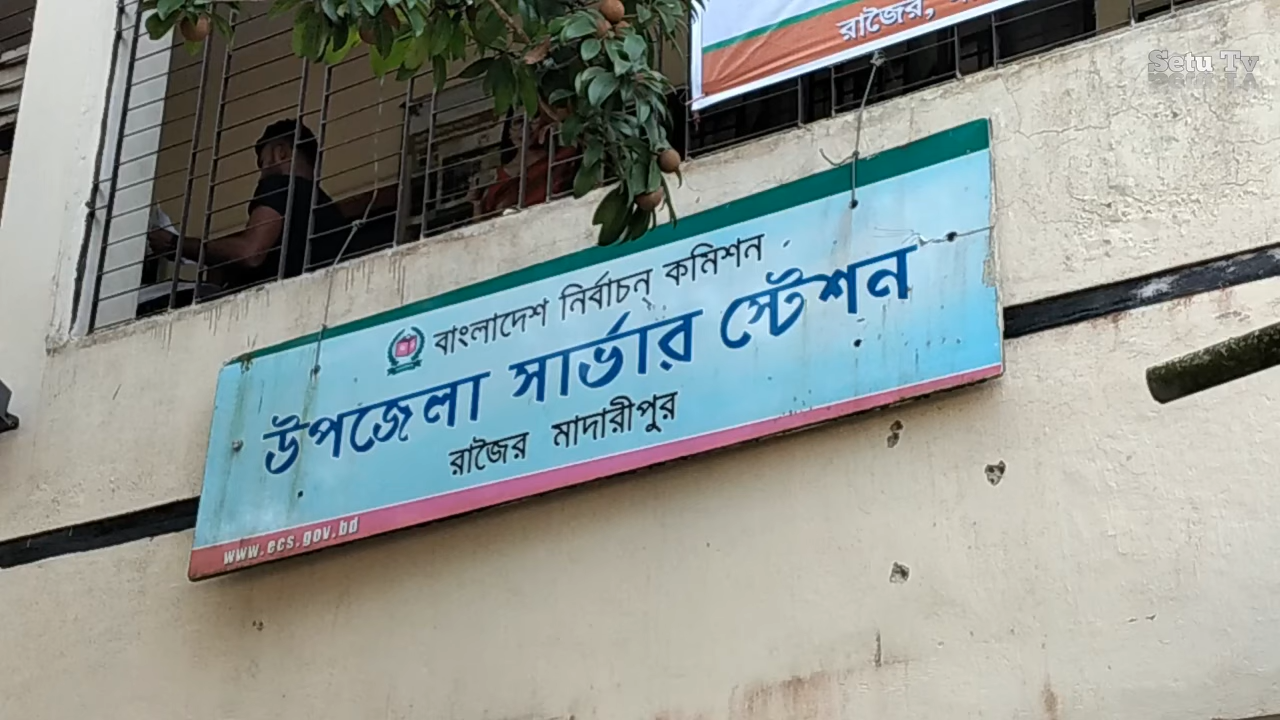 রাজৈর,
Setu Tv
বাংলাদেশ নির্বাচন্ কমিশন
উপজেলা সার্ভার স্টেশন
রাজৈর মাদারীপুর
www.ecs.gov.bd